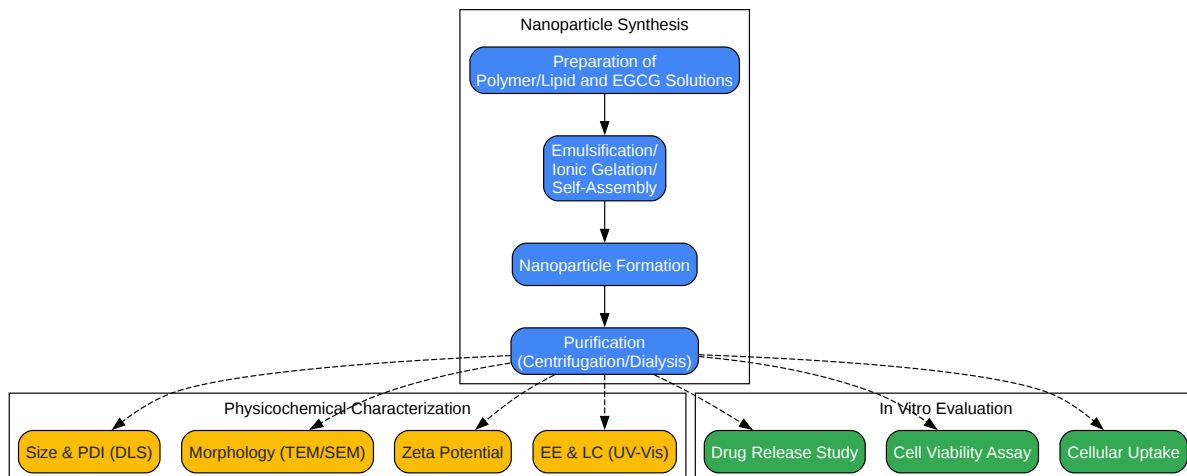 Nanoparticle Synthesis
Preparation of
Polymer/Lipid and EGCG Solutions
Emulsification/
Ionic Gelation/
Self-Assembly
Nanoparticle Formation
Purification
(Centrifugation/Dialysis)
Physicochemical Characterization
Size & PDI (DLS)
Morphology (TEM/SEM)
Zeta Potential
EE & LC (UV-Vis)
In Vitro Evaluation
Drug Release Study
Cell Viability Assay
Cellular Uptake